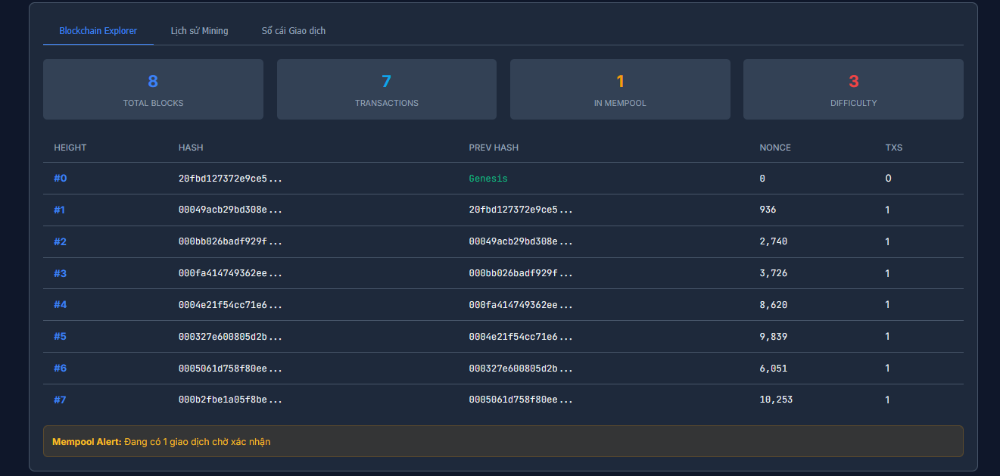 Blockchain Explorer Lịch sử Mining Sổ cái Giao dịch
8 7 1 3
TOTAL BLOCKS TRANSACTIONS IN MEMPOOL DIFFICULTY
HEIGHT HASH PREV HASH NONCE TXS
#0 20fbd127372e9ce5... Genesis 0 0
#1 00049acb29bd308e... 20fbd127372e9ce5... 936 1
#2 000bb026badf929f... 00049acb29bd308e... 2,740 1
#3 000fa414749362ee... 000bb026badf929f... 3,726 1
#4 0004e21f54cc71e6... 000fa414749362ee... 8,620 1
#5 000327e600805d2b... 0004e21f54cc71e6... 9,839 1
#6 0005061d758f80ee... 000327e600805d2b... 6,051 1
#7 000b2fbe1a05f8be... 0005061d758f80ee... 10,253 1
Mempool Alert: Đang có 1 giao dịch chờ xác nhận